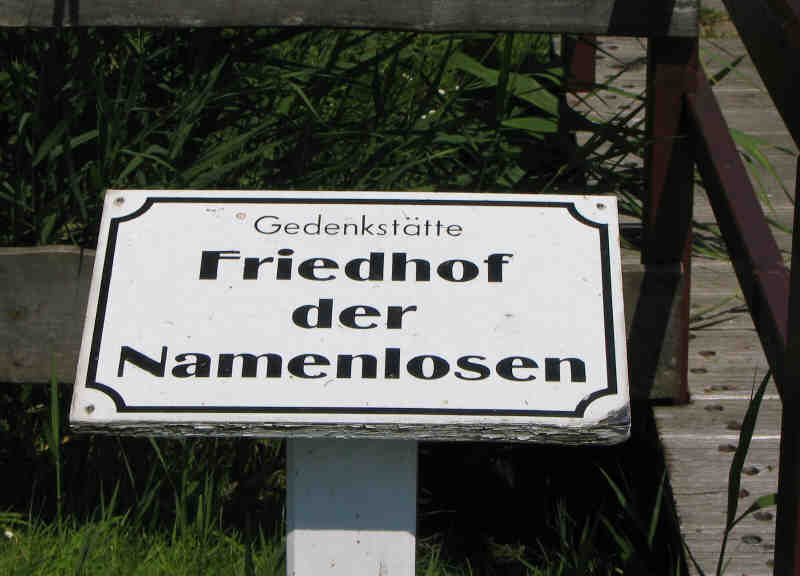 Gedenkstätte
Friedhof
der
Namenlosen